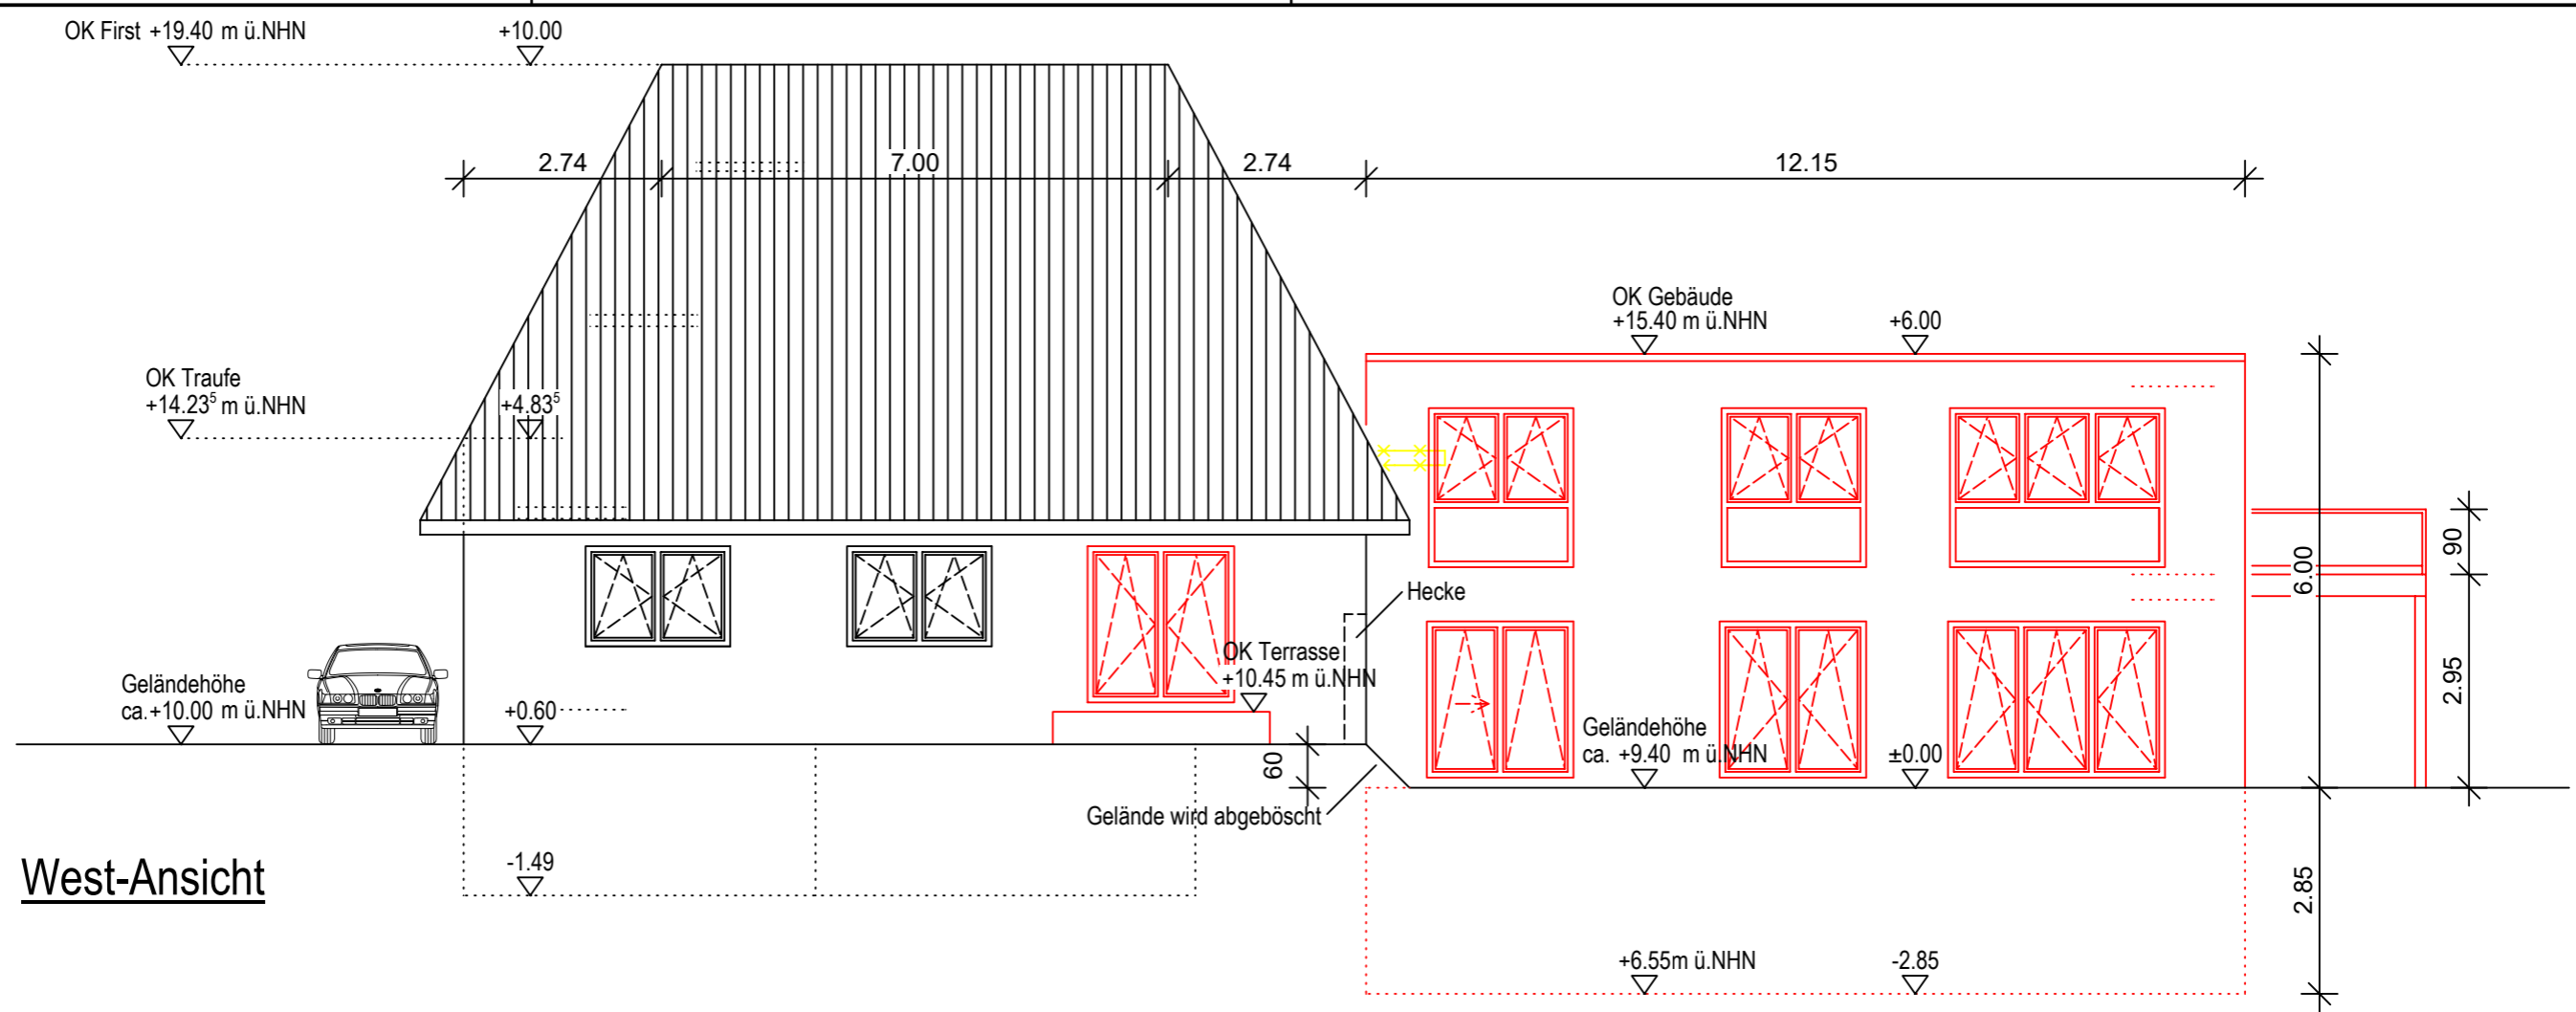 OK First +19.40 m ü.NHN
+10.00
2.74
7.00
2.74
12.15
OK Gebäude
+15.40 m ü.NHN
+6.00
OK Traufe
+14.23⁵ m ü.NHN
+4.83⁵
90
6.00
Hecke
OK Terrasse
+10.45 m ü.NHN
2.95
Geländehöhe
ca.+10.00 m ü.NHN
+0.60
Geländehöhe
ca. +9.40 m ü.NHN
±0.00
60
Gelände wird abgeböscht
West-Ansicht
-1.49
2.85
+6.55m ü.NHN
-2.85